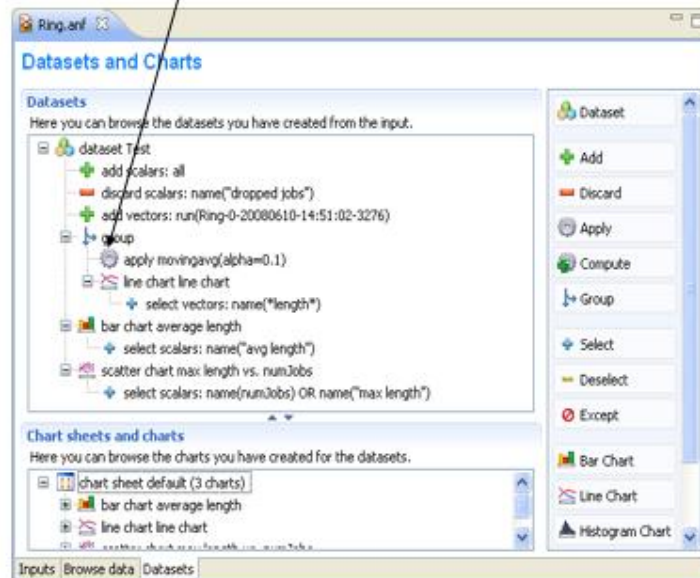 Ring.anf
Datasets and Charts
Datasets
Here you can browse the datasets you have created from the input.
dataset Test
add scalars: all
discard scalars: name("dropped jobs")
add vectors: run(Ring-0-20080610-14:51:02-3276)
group
apply movingavg(alpha=0.1)
line chart line chart
select vectors: name(*length*)
bar chart average length
select scalars: name("avg length")
scatter chart max length vs. numJobs
select scalars: name(numJobs) OR name("max length")
Chart sheets and charts
Here you can browse the charts you have created for the datasets.
chart sheet default (3 charts)
bar chart average length
line chart line chart
scatter chart max length vs. numJobs
Inputs Browse data Datasets
Dataset
Add
Discard
Apply
Compute
Group
Select
Deselect
Except
Bar Chart
Line Chart
Histogram Chart